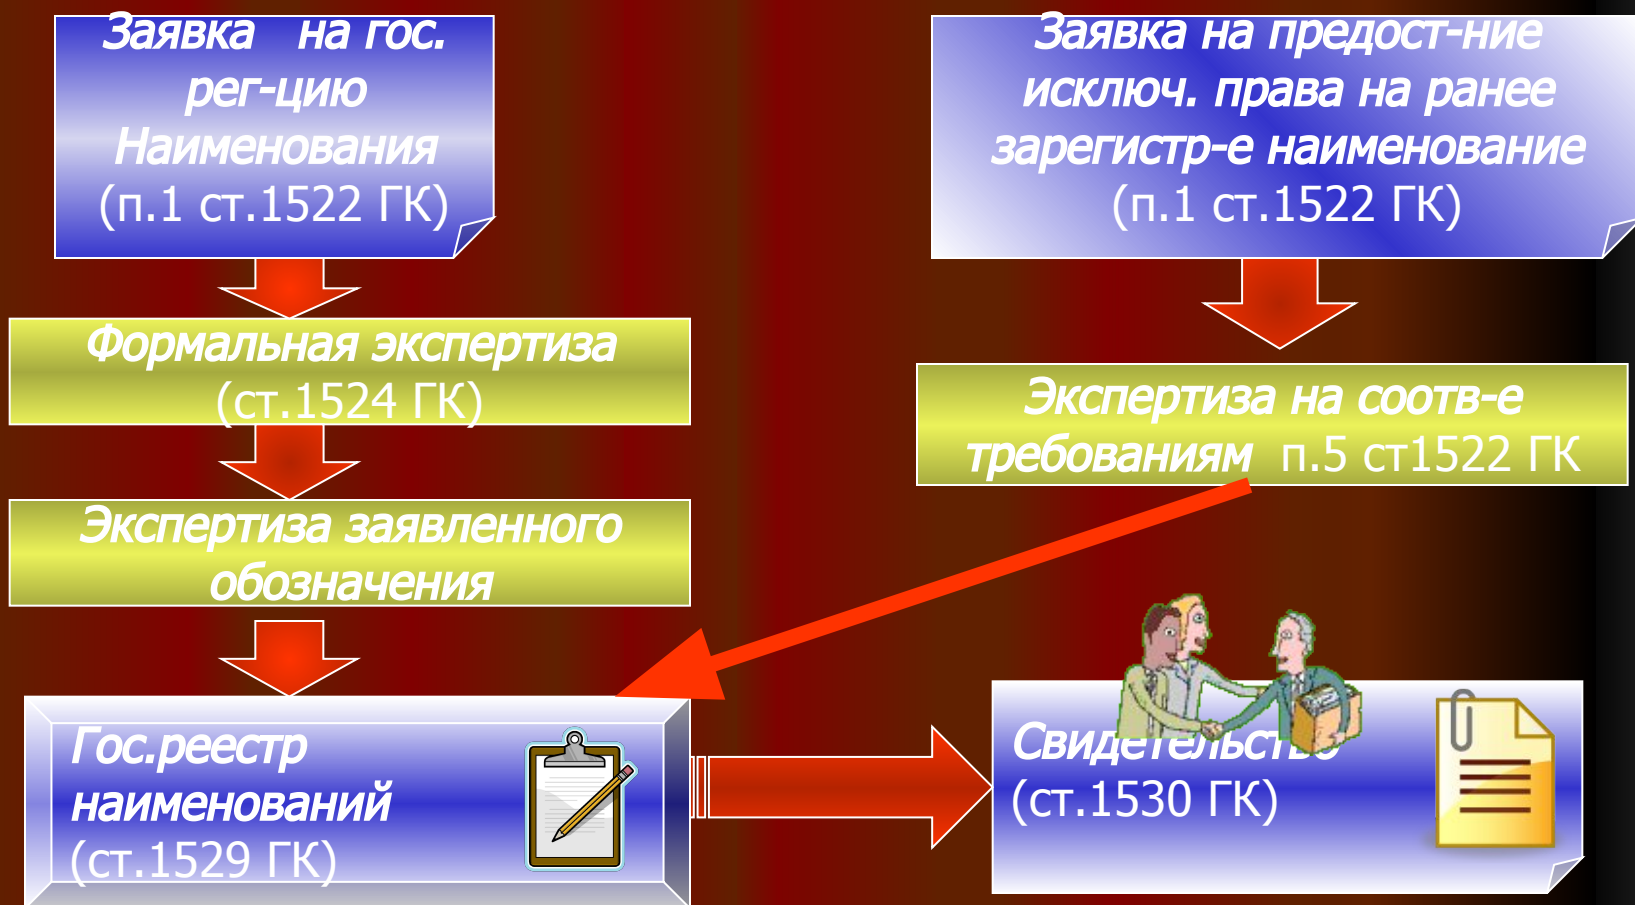 Заявка на гос.
рег-цию
Наименования
(п.1 ст.1522 ГК)
Заявка на предост-ние
исключ. права на ранее
зарегистр-е наименование
(п.1 ст.1522 ГК)
Формальная экспертиза
(ст.1524 ГК)
Экспертиза на соотв-е
требованиям п.5 ст1522 ГК
Экспертиза заявленного
обозначения
Гос.реестр
наименований
(ст.1529 ГК)
Свидетельство
(ст.1530 ГК)